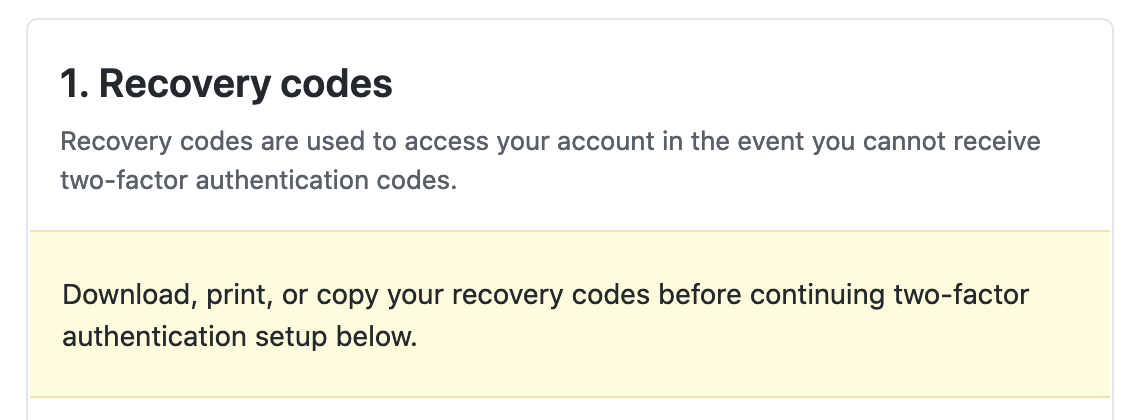 1. Recovery codes
Recovery codes are used to access your account in the event you cannot receive
two-factor authentication codes.
Download, print, or copy your recovery codes before continuing two-factor
authentication setup below.